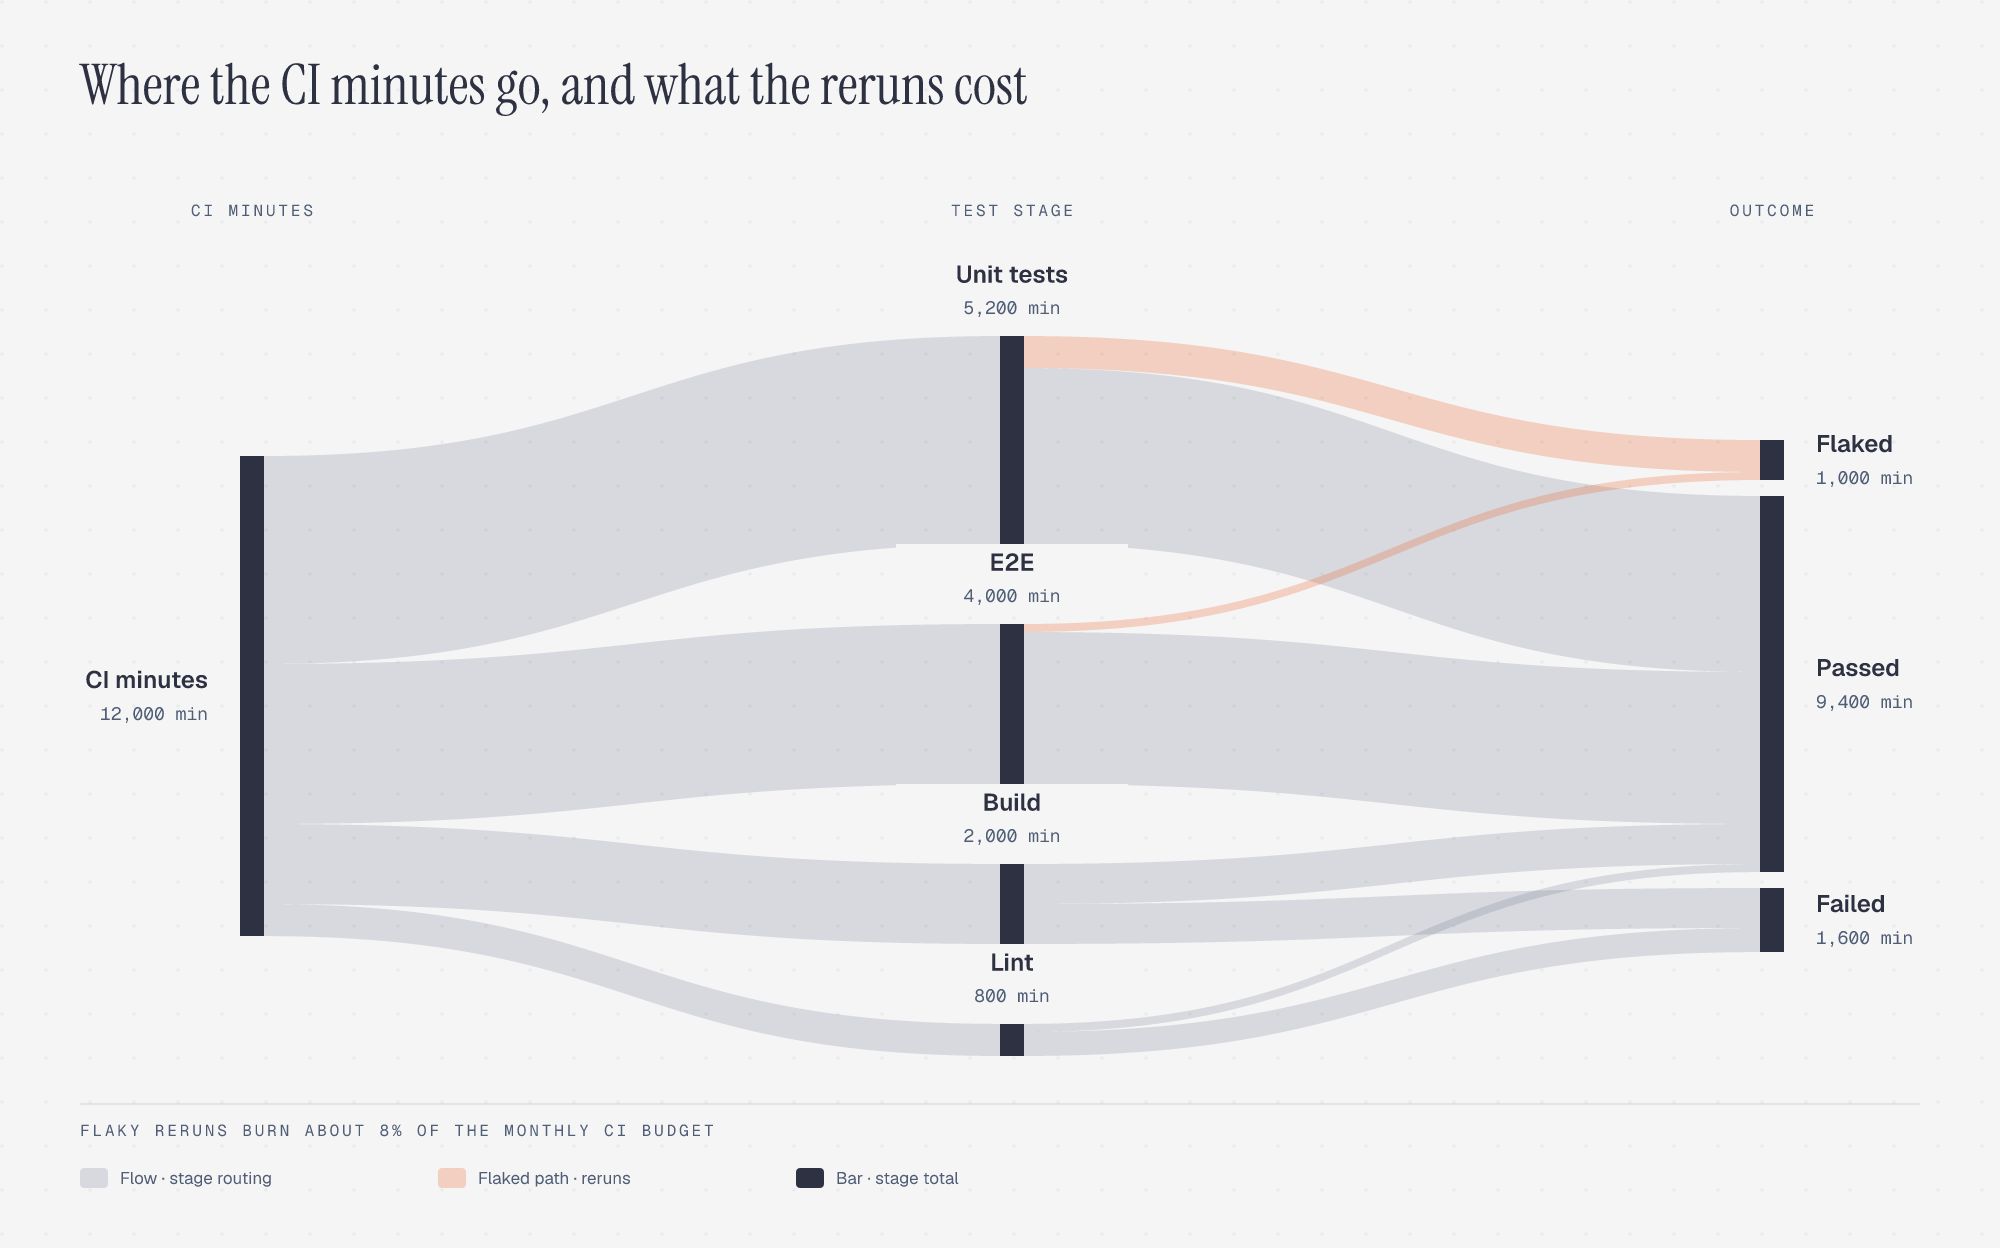 Where the CI minutes go, and what the reruns cost
CI MINUTES
TEST STAGE
OUTCOME
Unit tests
5,200 min
Flaked
1,000 min
E2E
4,000 min
CI minutes
12,000 min
Passed
9,400 min
Build
2,000 min
Failed
1,600 min
Lint
800 min
FLAKY RERUNS BURN ABOUT 8% OF THE MONTHLY CI BUDGET
Flow · stage routing
Flaked path · reruns
Bar · stage total